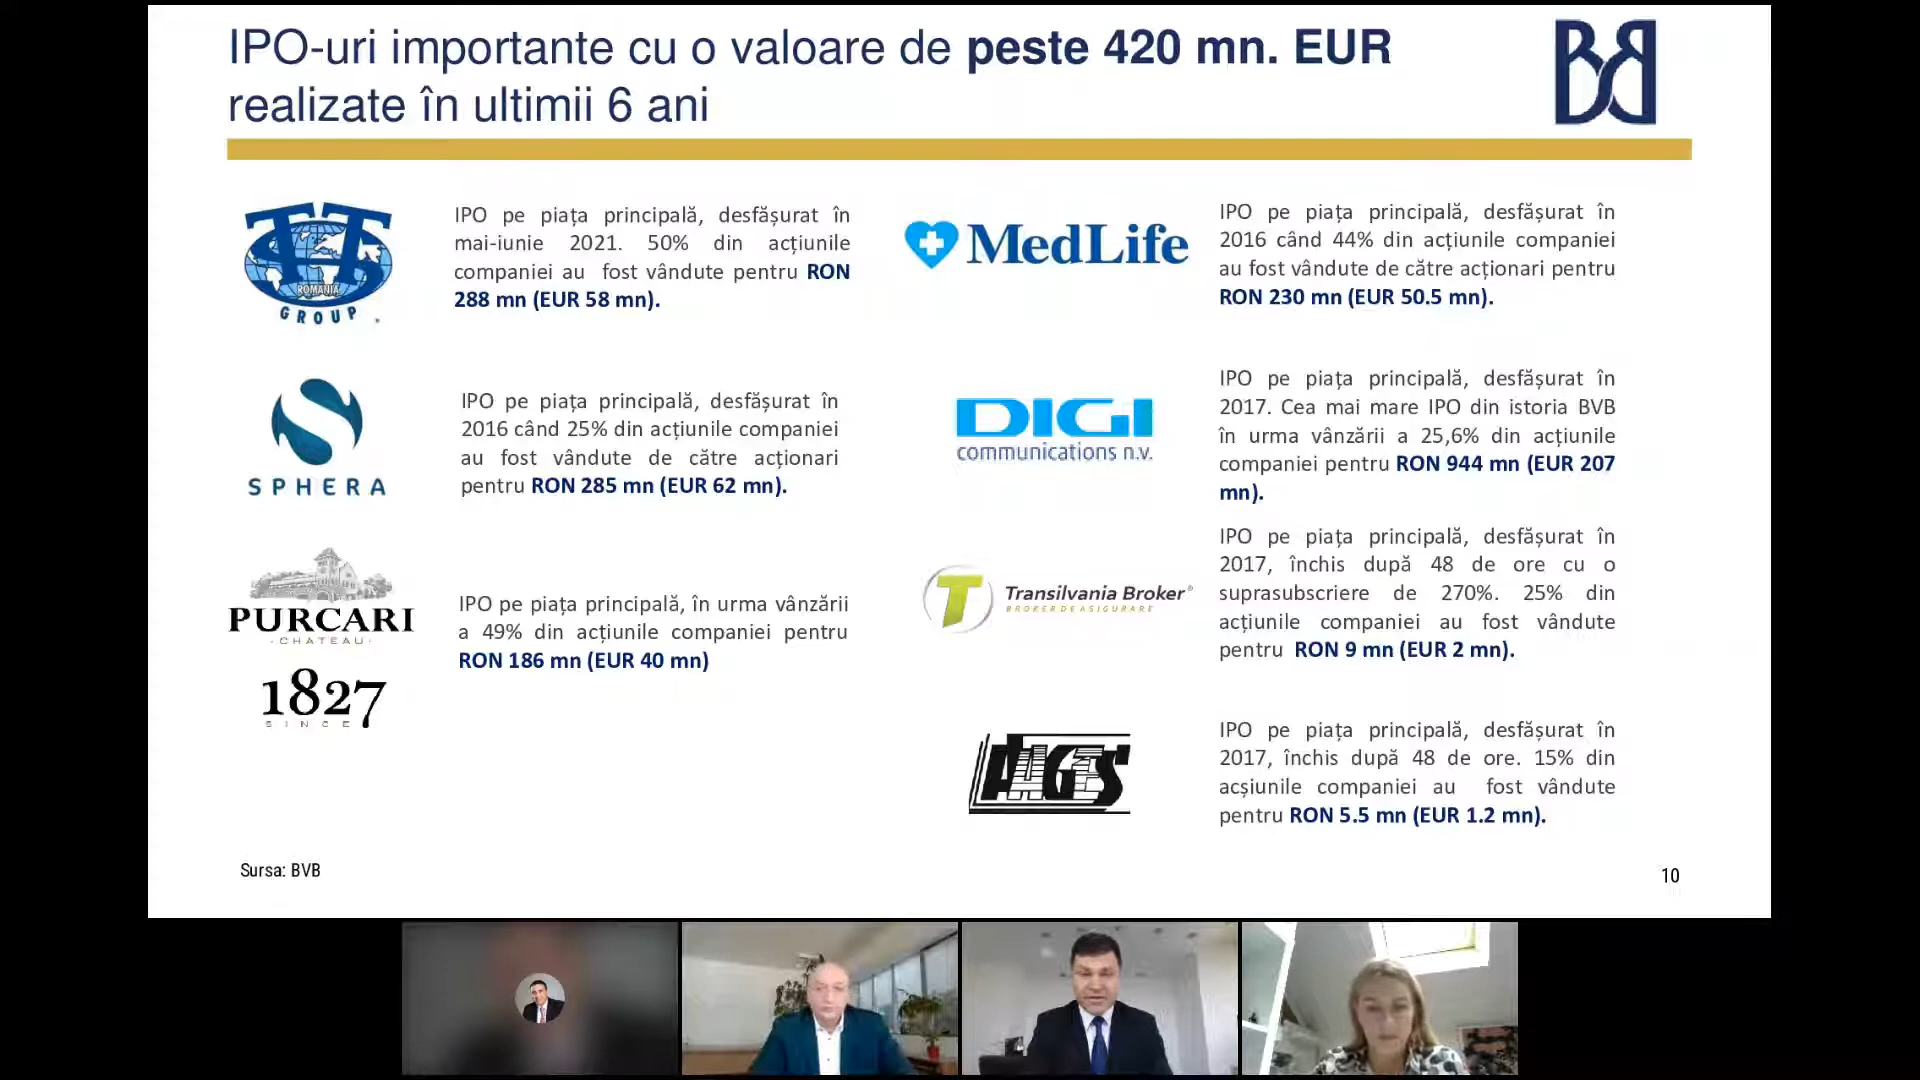 IPO-uri importante cu o valoare de peste 420 mn. EUR
realizate în ultimii 6 ani
TTS
ROMANIA
GROUP
IPO pe piața principală, desfășurat în
mai-iunie 2021. 50% din acțiunile
companiei au fost vândute pentru RON
288 mn (EUR 58 mn).
SPHERA
IPO pe piața principală, desfășurat în
2016 când 25% din acțiunile companiei
au fost vândute de către acționari
pentru RON 285 mn (EUR 62 mn).
PURCARI
·CHATEAU·
1827
SINCE
IPO pe piața principală, în urma vânzării
a 49% din acțiunile companiei pentru
RON 186 mn (EUR 40 mn)
MedLife
IPO pe piața principală, desfășurat în
2016 când 44% din acțiunile companiei
au fost vândute de către acționari pentru
RON 230 mn (EUR 50.5 mn).
DIGI
communications n.v.
IPO pe piața principală, desfășurat în
2017. Cea mai mare IPO din istoria BVB
în urma vânzării a 25,6% din acțiunile
companiei pentru RON 944 mn (EUR 207
mn).
Transilvania Broker®
BROKER DE ASIGURARE
IPO pe piața principală, desfășurat în
2017, închis după 48 de ore cu o
suprasubscriere de 270%. 25% din
acțiunile companiei au fost vândute
pentru RON 9 mn (EUR 2 mn).
AAGES
IPO pe piața principală, desfășurat în
2017, închis după 48 de ore. 15% din
acșiunile companiei au fost vândute
pentru RON 5.5 mn (EUR 1.2 mn).
Sursa: BVB
10